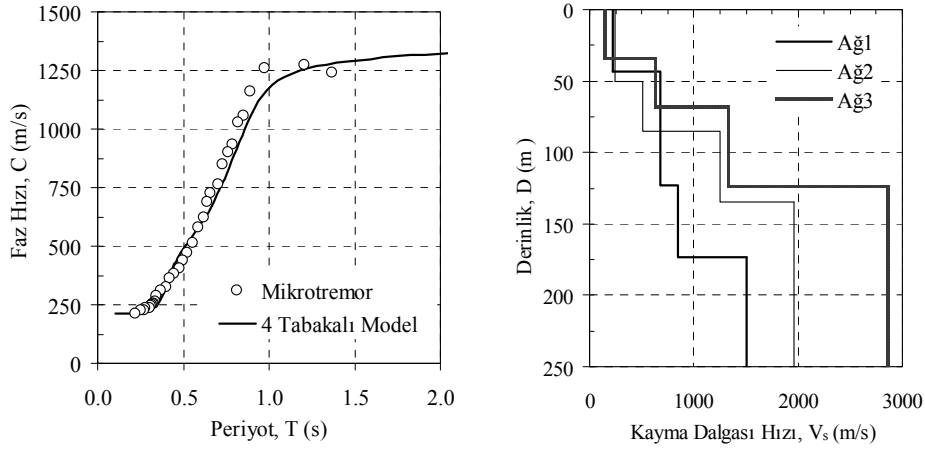 1500
1250
1000
750
500
250
0
Faz Hızı, C (m/s)
Mikrotremor
4 Tabakalı Model
0.0 0.5 1.0 1.5 2.0
Periyot, T (s)
0
50
100
150
200
250
Derinlik, D (m )
Ağ1
Ağ2
Ağ3
0 1000 2000 3000
Kayma Dalgası Hızı, Vs (m/s)